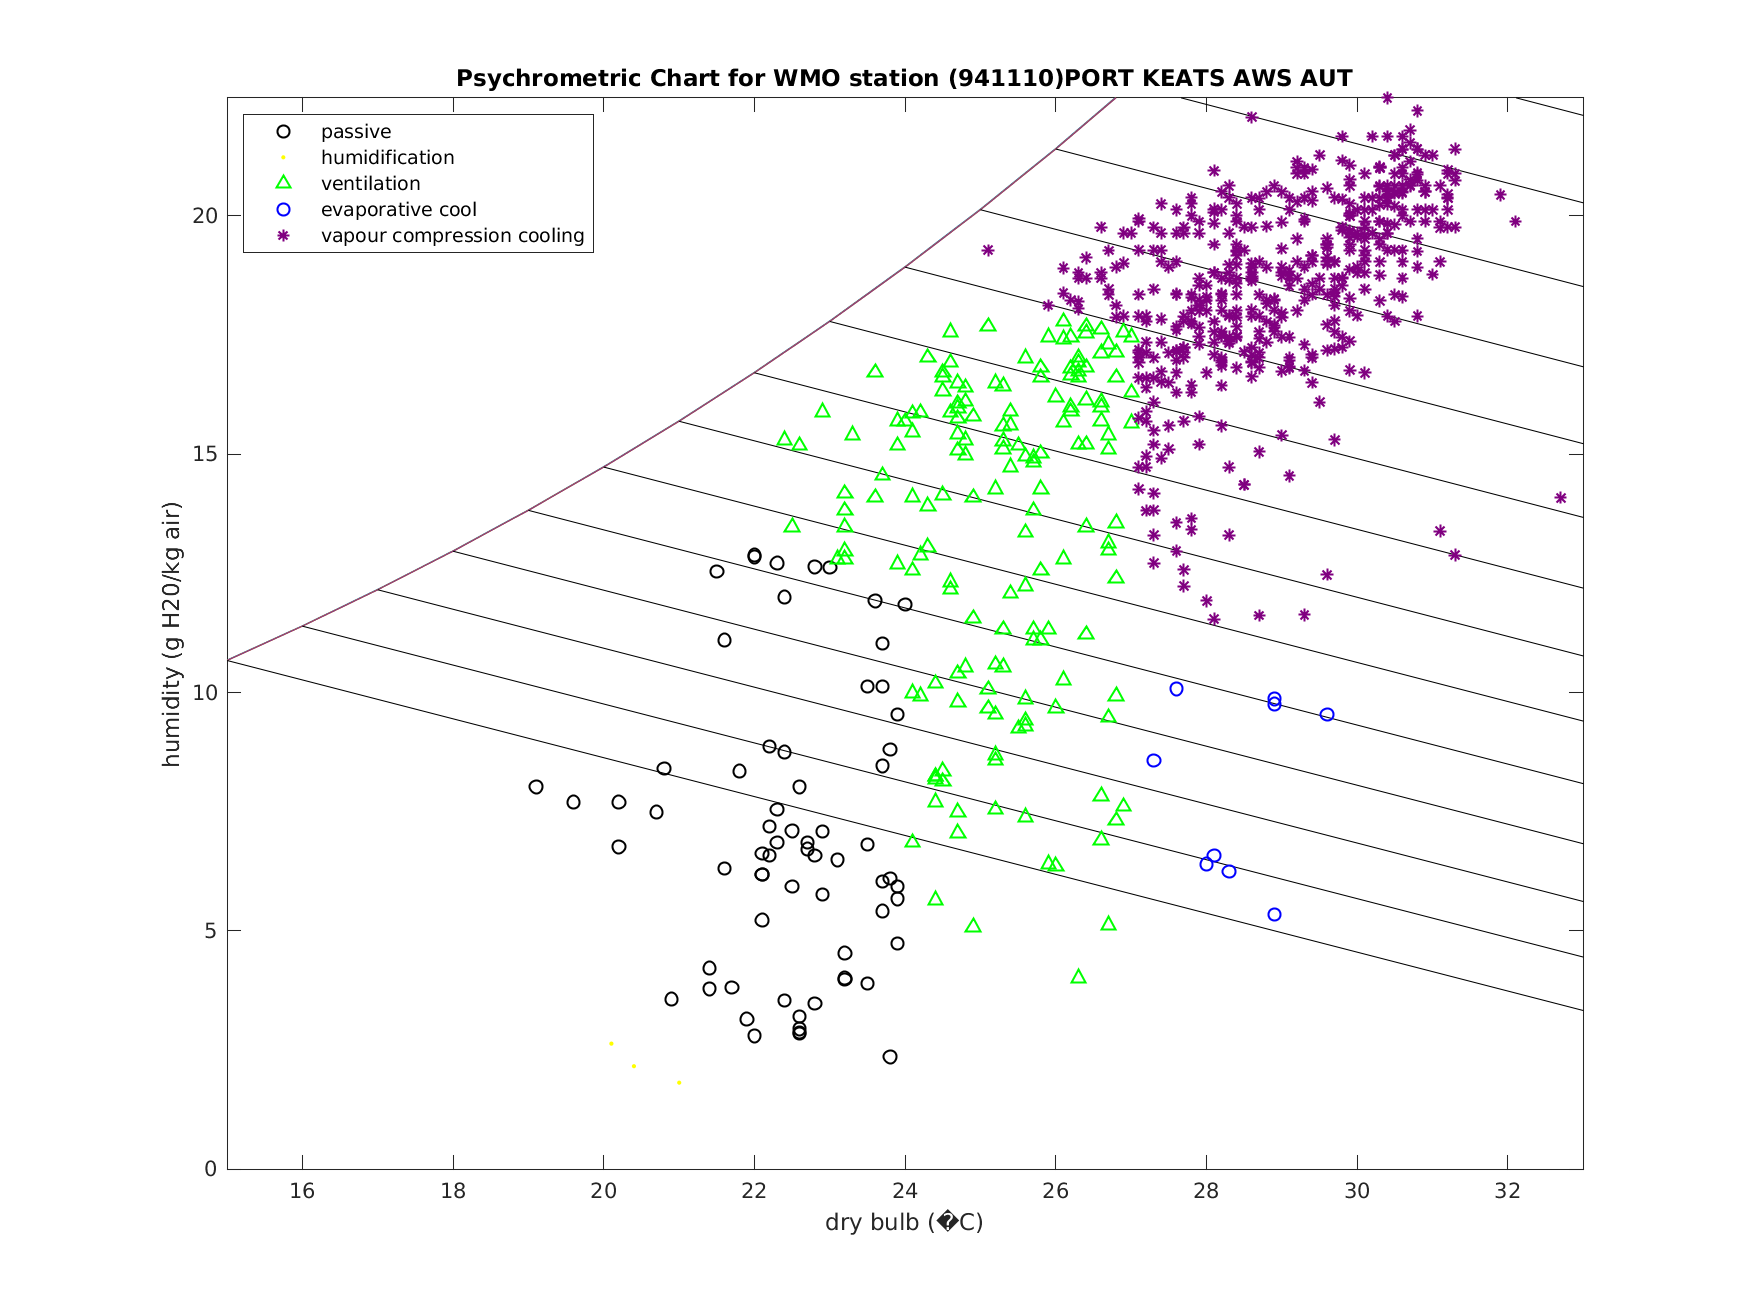 Psychrometric Chart for WMO station (941110)PORT KEATS AWS AUT
passive
humidification
ventilation
evaporative cool
vapour compression cooling
humidity (g H20/kg air)
20
15
10
5
0
16 18 20 22 24 26 28 30 32
dry bulb (�C)